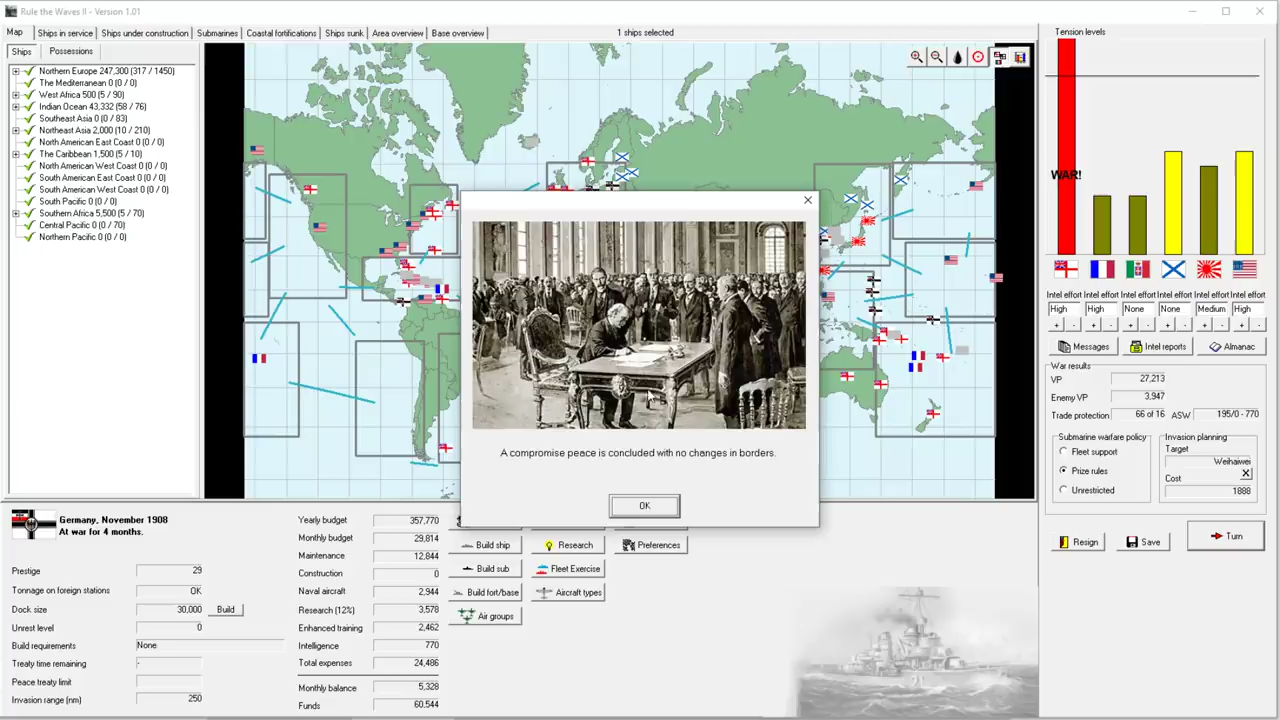 Rule the Waves II - Version 1.01
Map Ships in service Ships under construction Submarines Coastal fortifications Ships sunk Area overview Base overview 1 ships selected
Ships Possessions
Northern Europe 247,300 (317 / 1450)
The Mediterranean 0 (0 / 0)
West Africa 500 (5 / 90)
Indian Ocean 43,332 (58 / 76)
Southeast Asia 0 (0 / 83)
Northeast Asia 2,000 (10 / 210)
North American East Coast 0 (0 / 0)
The Caribbean 1,500 (5 / 10)
North American West Coast 0 (0 / 0)
South American East Coast 0 (0 / 0)
South American West Coast 0 (0 / 0)
South Pacific 0 (0 / 0)
Southern Africa 5,500 (5 / 70)
Central Pacific 0 (0 / 70)
Northern Pacific 0 (0 / 0)
A compromise peace is concluded with no changes in borders.
OK
Tension levels
WAR!
Intel effort Intel effort Intel effort Intel effort Intel effort Intel effort
High High None None Medium High
+ - + - + - + - + - + -
Messages Intel reports Almanac
War results
VP 27,213
Enemy VP 3,947
Trade protection 66 of 16 ASW 195/0 - 770
Submarine warfare policy
Fleet support
Prize rules
Unrestricted
Invasion planning
Target
Weihaiwei
Cost X
1888
Resign Save Turn
Germany, November 1908
At war for 4 months.
Prestige 29
Tonnage on foreign stations OK
Dock size 30,000 Build
Unrest level 0
Build requirements None
Treaty time remaining -
Peace treaty limit
Invasion range (nm) 250
Yearly budget 357,770
Monthly budget 29,814
Maintenance 12,844
Construction 0
Naval aircraft 2,944
Research (12%) 3,578
Enhanced training 2,462
Intelligence 770
Total expenses 24,486
Monthly balance 5,328
Funds 60,544
Build ship Research Preferences
Build sub Fleet Exercise
Build fort/base Aircraft types
Air groups